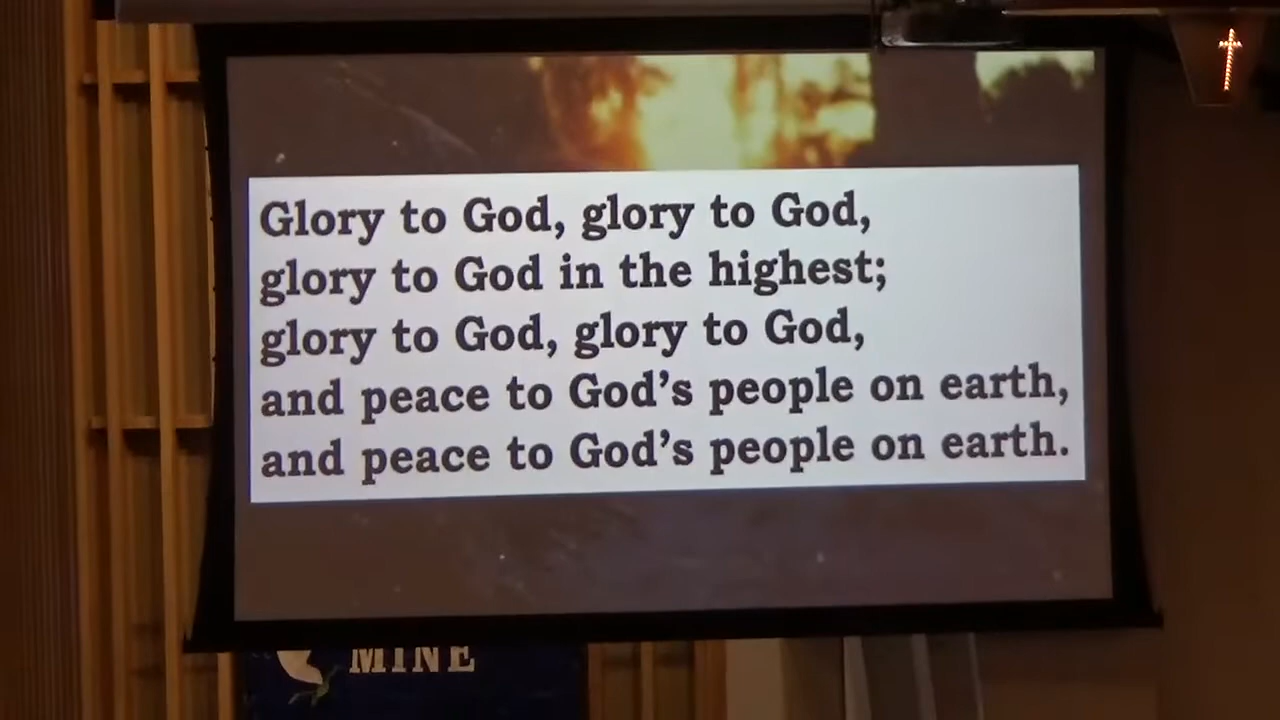 Glory to God, glory to God,
glory to God in the highest;
glory to God, glory to God,
and peace to God’s people on earth,
and peace to God’s people on earth.
MINE